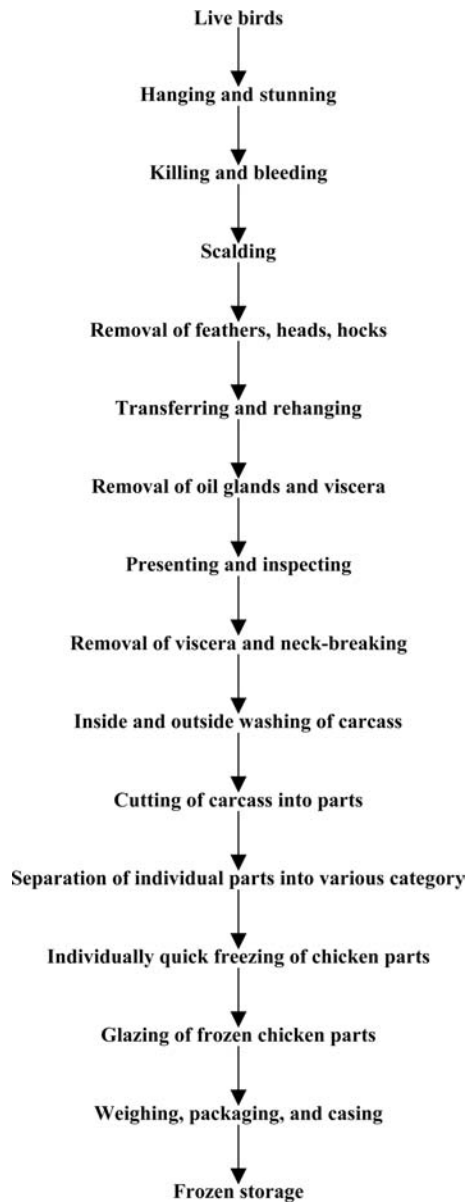 Live birds
Hanging and stunning
Killing and bleeding
Scalding
Removal of feathers, heads, hocks
Transferring and rehanging
Removal of oil glands and viscera
Presenting and inspecting
Removal of viscera and neck-breaking
Inside and outside washing of carcass
Cutting of carcass into parts
Separation of individual parts into various category
Individually quick freezing of chicken parts
Glazing of frozen chicken parts
Weighing, packaging, and casing
Frozen storage